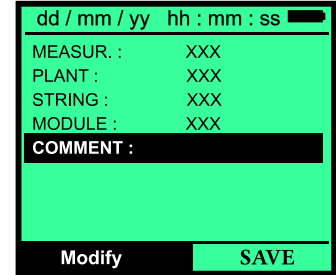 dd / mm / yy hh : mm : ss
MEASUR. : XXX
PLANT : XXX
STRING : XXX
MODULE : XXX
COMMENT :
Modify SAVE